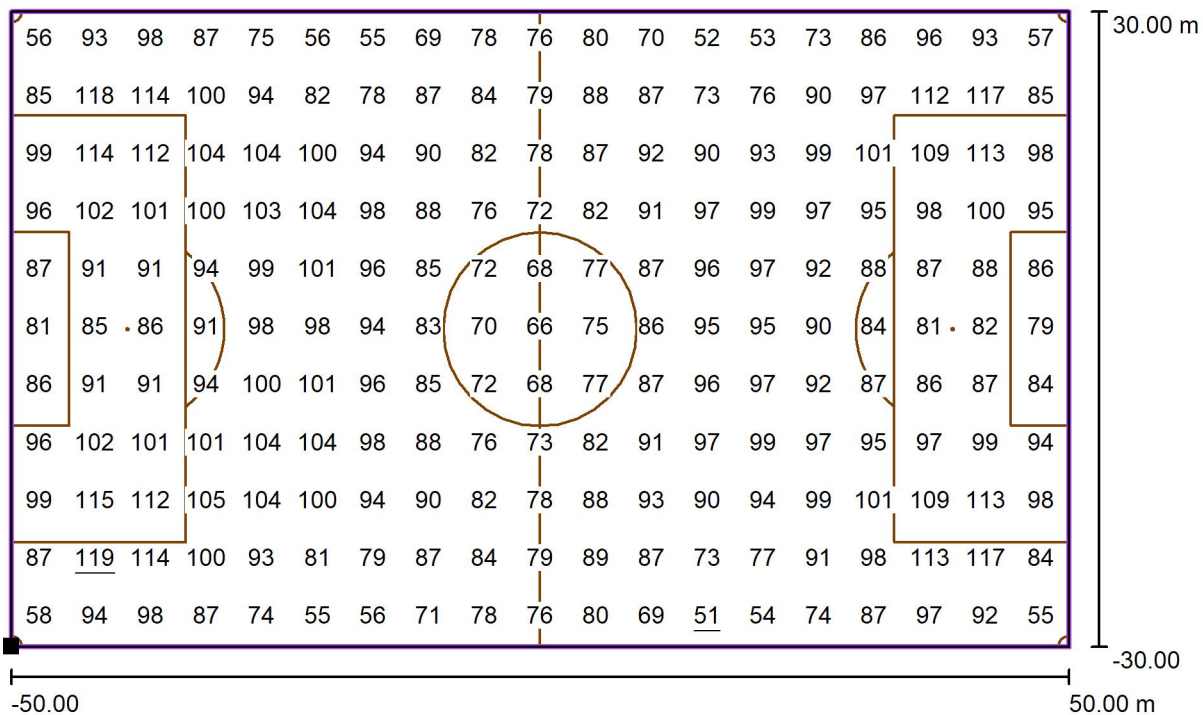 56 93 98 87 75 56 55 69 78 76 80 70 52 53 73 86 96 93 57 30.00 m
85 118 114 100 94 82 78 87 84 79 88 87 73 76 90 97 112 117 85
99 114 112 104 104 100 94 90 82 78 87 92 90 93 99 101 109 113 98
96 102 101 100 103 104 98 88 76 72 82 91 97 99 97 95 98 100 95
87 91 91 94 99 101 96 85 72 68 77 87 96 97 92 88 87 88 86
81 85 86 91 98 98 94 83 70 66 75 86 95 95 90 84 81 82 79
86 91 91 94 100 101 96 85 72 68 77 87 96 97 92 87 86 87 84
96 102 101 101 104 104 98 88 76 73 82 91 97 99 97 95 97 99 94
99 115 112 105 104 100 94 90 82 78 88 93 90 94 99 101 109 113 98
87 119 114 100 93 81 79 87 84 79 89 87 73 77 91 98 113 117 84
58 94 98 87 74 55 56 71 78 76 80 69 51 54 74 87 97 92 55
-30.00
-50.00 50.00 m